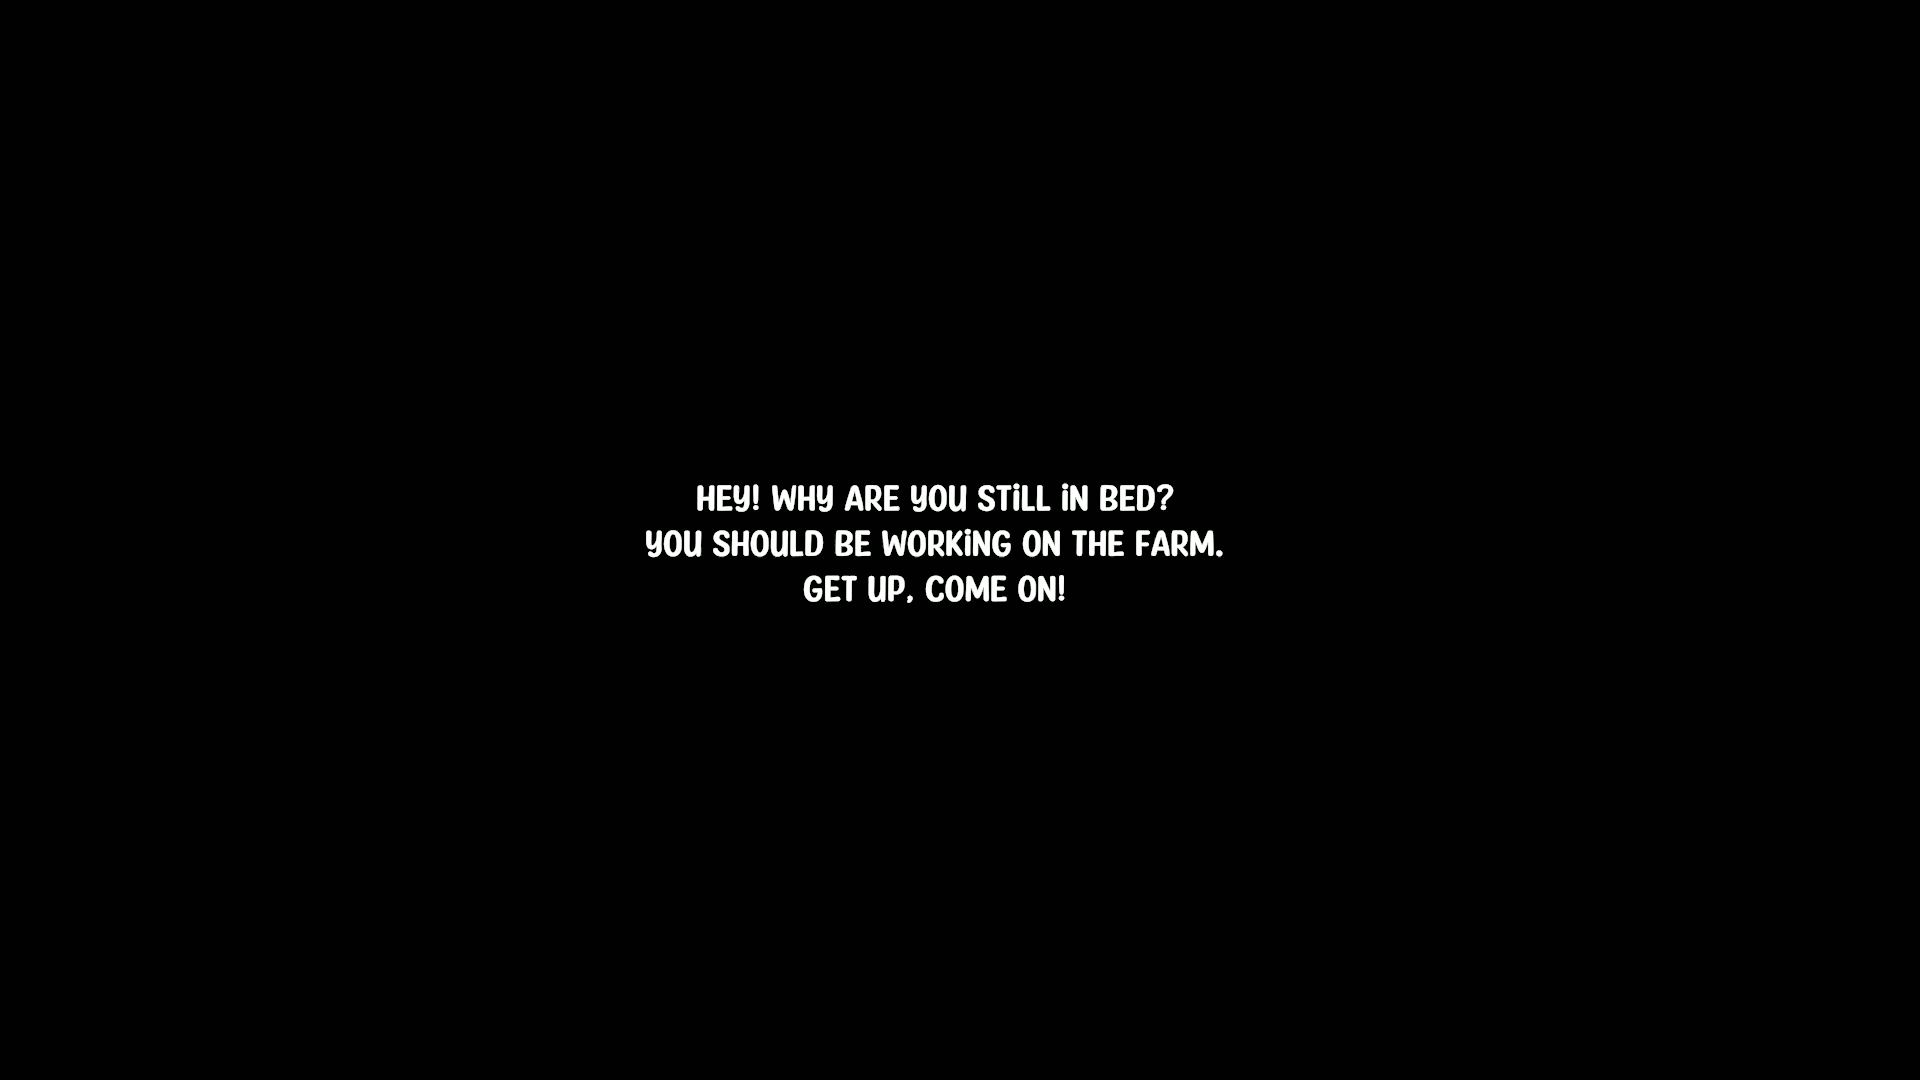 HEY! WHY ARE YOU STILL IN BED?
YOU SHOULD BE WORKING ON THE FARM.
GET UP, COME ON!